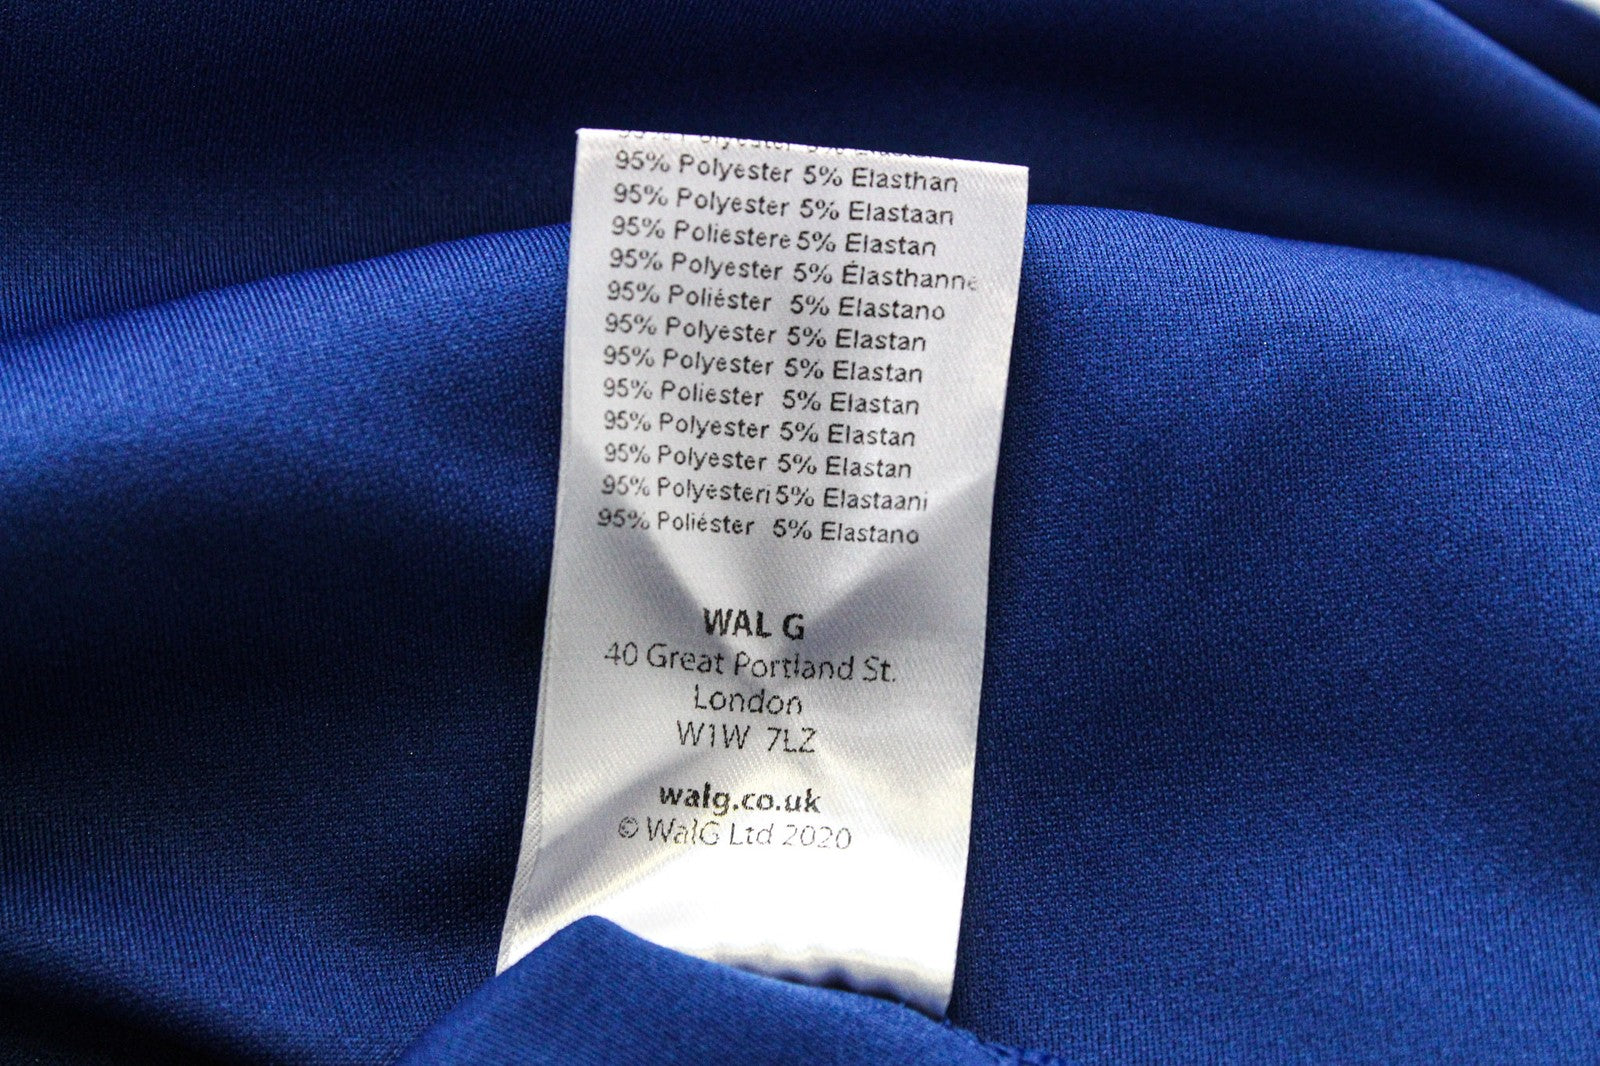 95% Polyester 5% Elasthan
95% Polyester 5% Elastaan
95% Poliestere 5% Elastan
95% Polyester 5% Élasthanne
95% Poliéster 5% Elastano
95% Polyester 5% Elastan
95% Polyester 5% Elastan
95% Poliester 5% Elastan
95% Polyester 5% Elastan
95% Polyester 5% Elastan
95% Polyesteri 5% Elastaani
95% Poliéster 5% Elastano
WAL G
40 Great Portland St.
London
W1W 7LZ
walg.co.uk
© WalG Ltd 2020